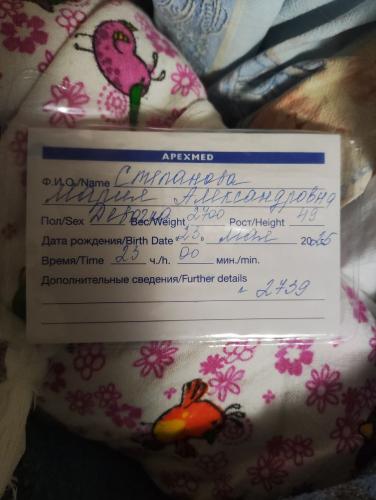 APEXMED
Ф.И.О./Name Степанова
Мария Александровна
Пол/Sex Девочка Вес/Weight 2700 Рост/Height 49
Дата рождения/Birth Date 23. мая 2025
Время/Time 23 ч./h. 00 мин./min.
Дополнительные сведения/Further details
2739